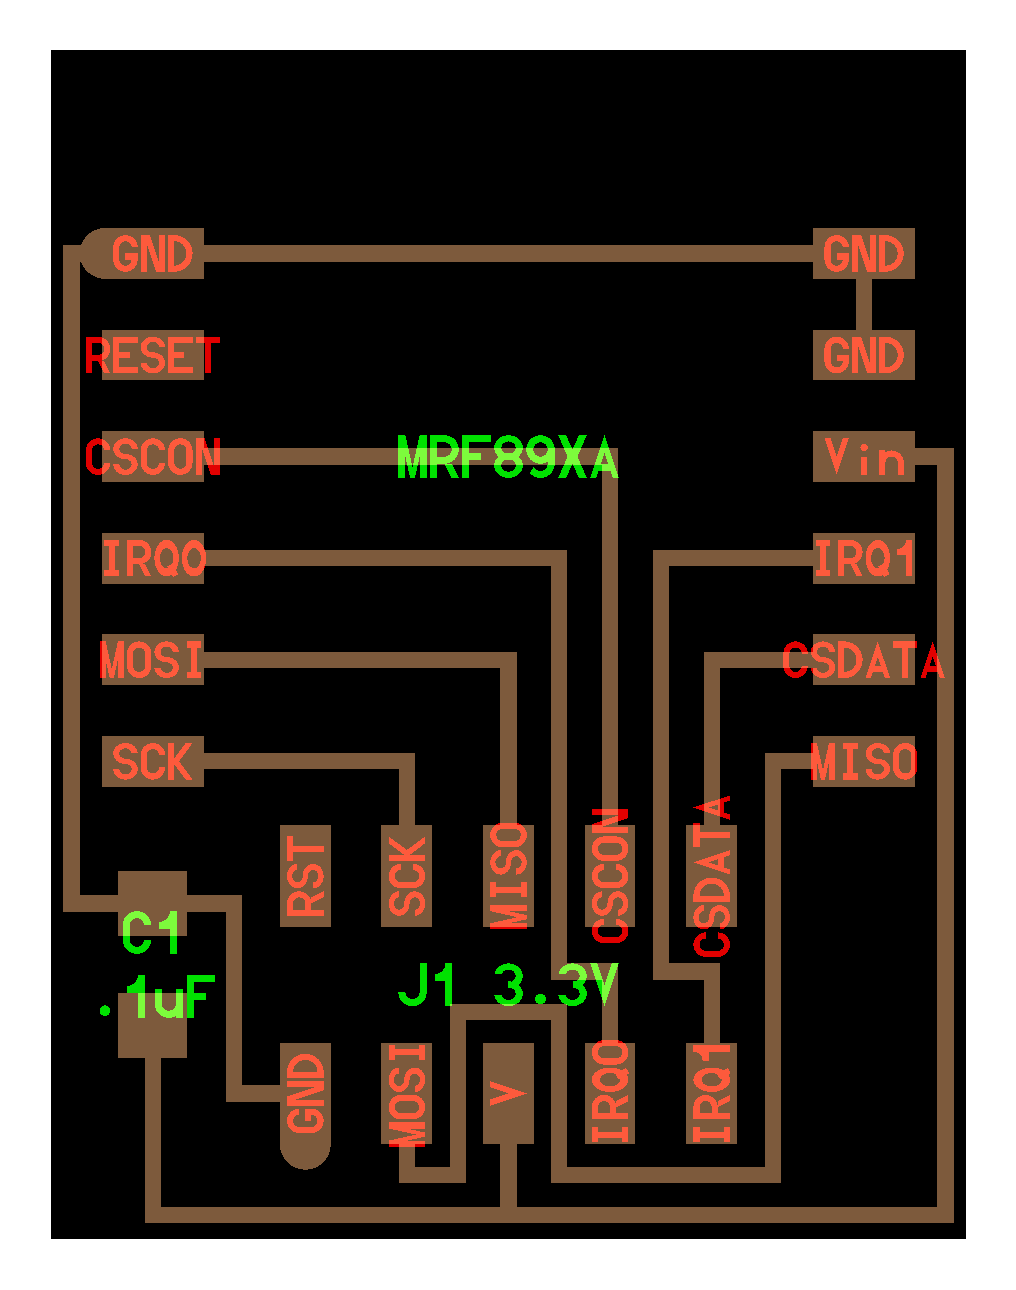 GND GND
RESET GND
CSCON MRF89XA Vin
IRQ0 IRQ1
MOSI CSDATA
SCK MISO
RST SCK MISO CSCON CSDATA
C1
J1 3.3V
.1uF
GND MOSI V IRQ0 IRQ1